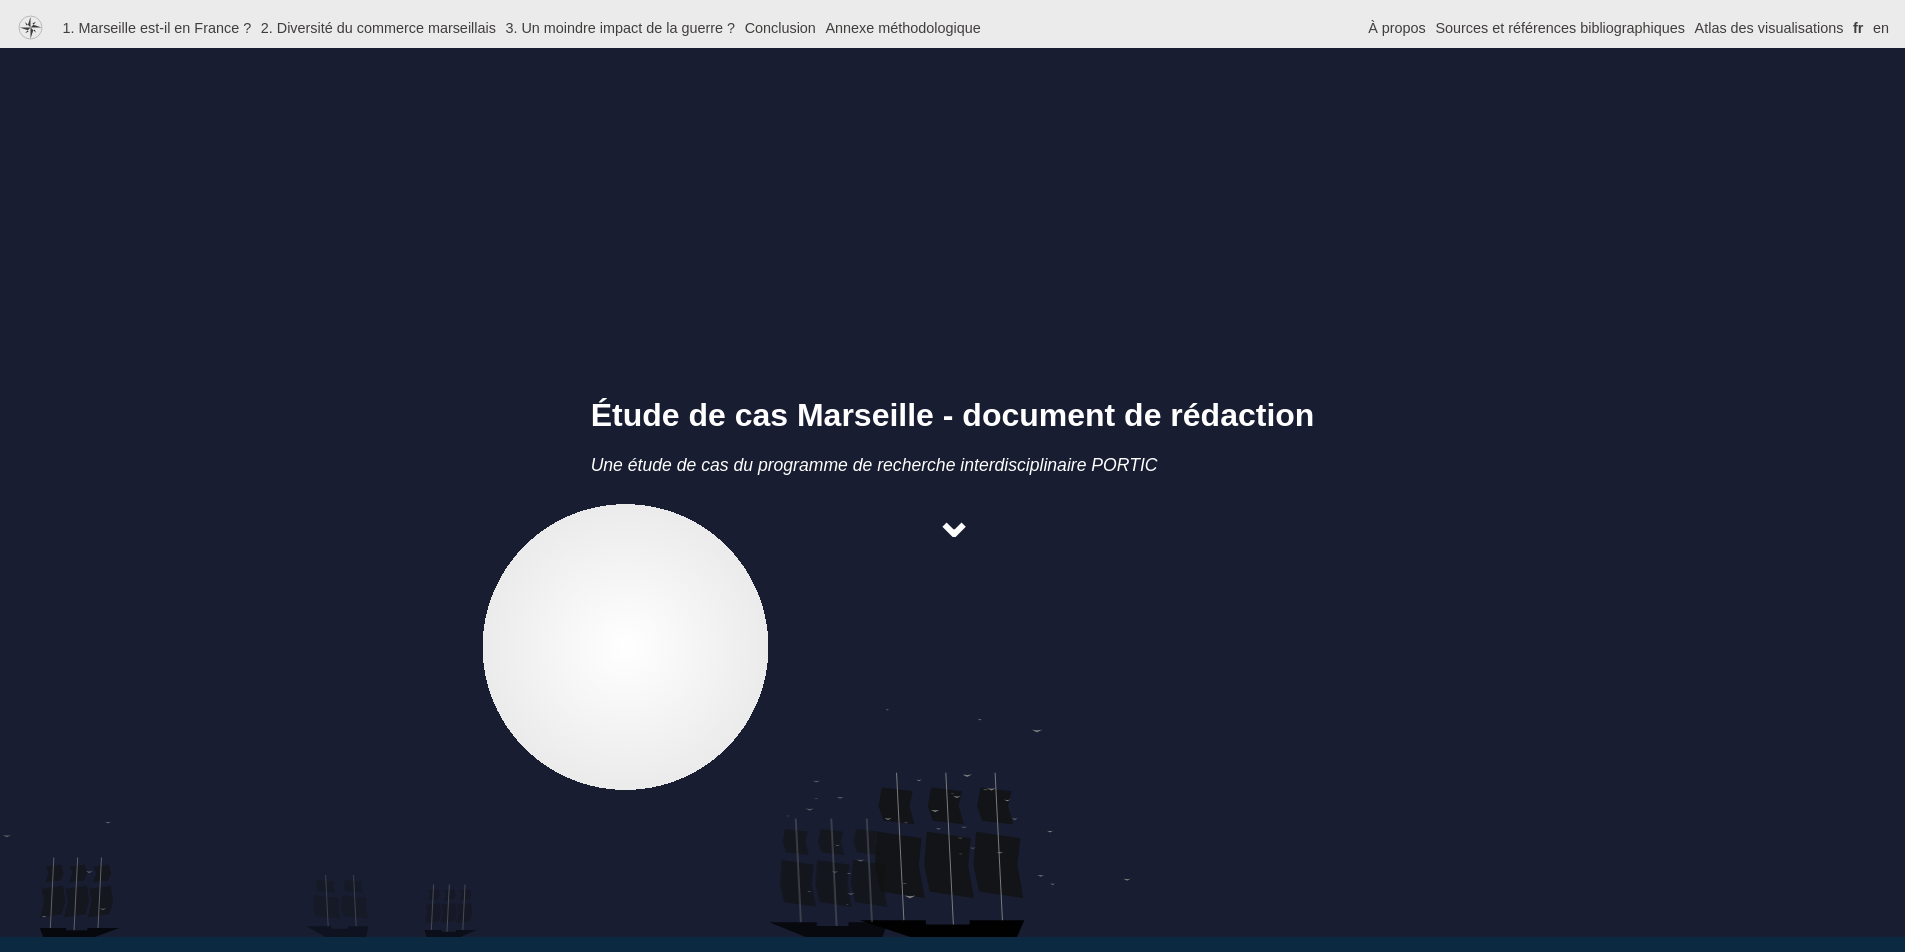 1. Marseille est-il en France ? 2. Diversité du commerce marseillais 3. Un moindre impact de la guerre ? Conclusion Annexe méthodologique À propos Sources et références bibliographiques Atlas des visualisations fr en
Étude de cas Marseille - document de rédaction
Une étude de cas du programme de recherche interdisciplinaire PORTIC